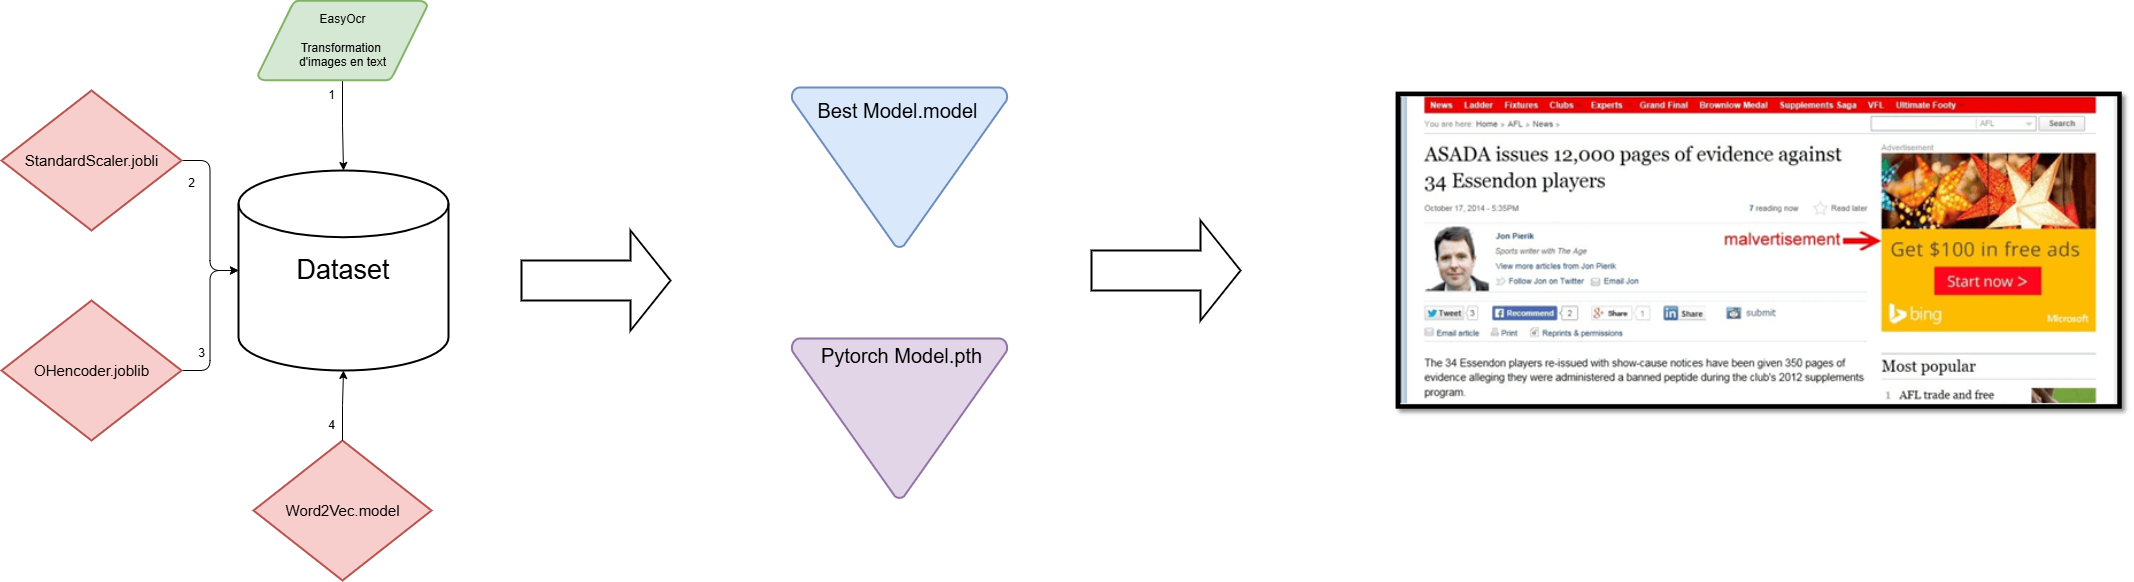 EasyOcr
Transformation
d'images en text
1
StandardScaler.jobli
2
Dataset
3
OHencoder.joblib
4
Word2Vec.model
Best Model.model
Pytorch Model.pth
News Ladder Fixtures Clubs Experts Grand Final Brownlow Medal Supplements Saga VFL Ultimate Footy
You are here: Home > AFL > News >
AFL
Search
ASADA issues 12,000 pages of evidence against
34 Essendon players
October 17, 2014 - 5:35PM
7 reading now
Read later
Jon Pierik
Sports writer with The Age
View more articles from Jon Pierik
Follow Jon on Twitter Email Jon
Tweet 3 Recommend 2 Share 1 in Share submit
Email article Print Reprints & permissions
The 34 Essendon players re-issued with show-cause notices have been given 350 pages of
evidence alleging they were administered a banned peptide during the club's 2012 supplements
program.
Advertisement
malvertisement
Get $100 in free ads
Start now >
bing
Microsoft
Most popular
1 AFL trade and free